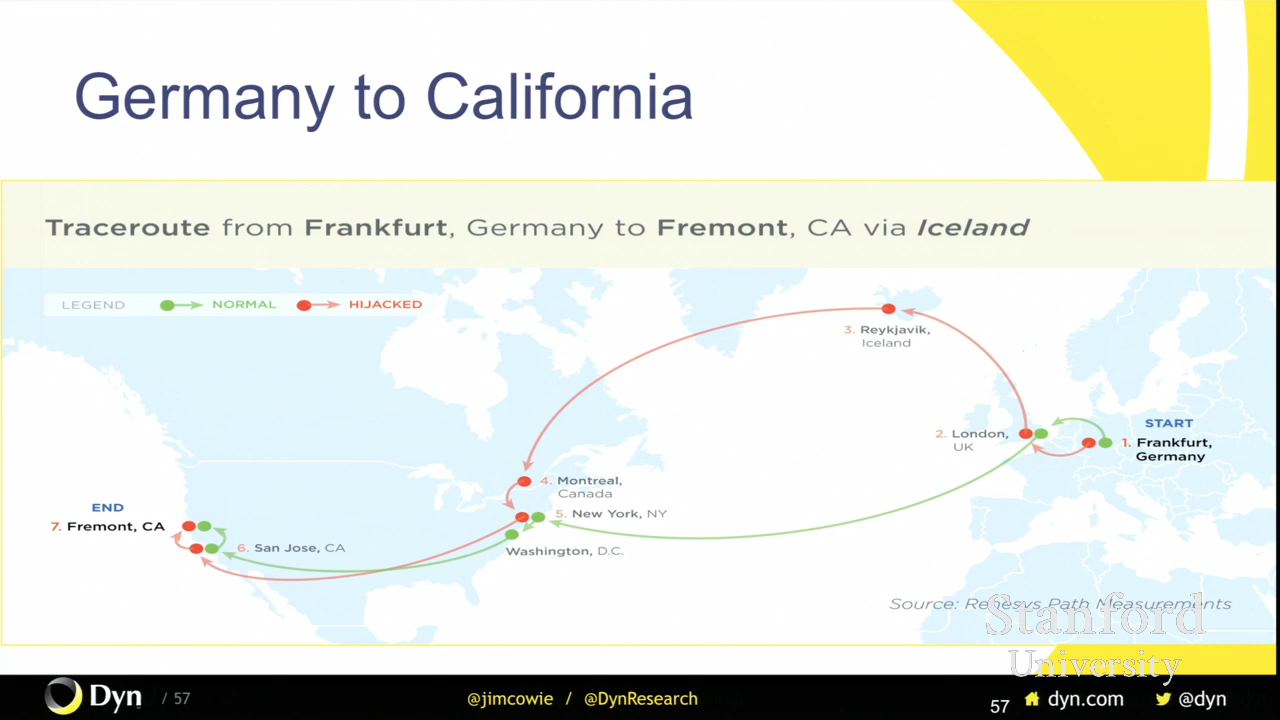 Germany to California
Traceroute from Frankfurt, Germany to Fremont, CA via Iceland
LEGEND NORMAL HIJACKED
3. Reykjavik,
Iceland
START
1. Frankfurt,
Germany
2. London,
UK
4. Montreal,
Canada
5. New York, NY
Washington, D.C.
END
7. Fremont, CA
6. San Jose, CA
Source: Renesys Path Measurements
Stanford
University
Dyn / 57
@jimcowie / @DynResearch
57 dyn.com @dyn